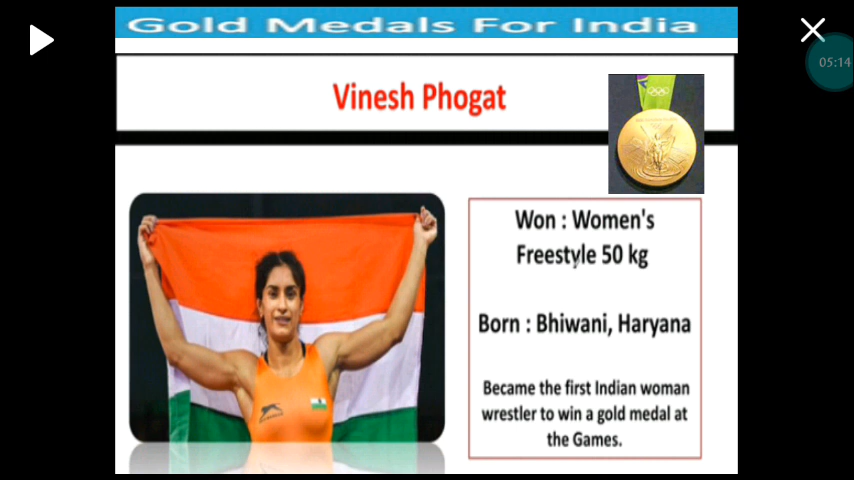 Gold Medals For India
05:14
Vinesh Phogat
Won : Women's
Freestyle 50 kg
Born : Bhiwani, Haryana
Became the first Indian woman
wrestler to win a gold medal at
the Games.